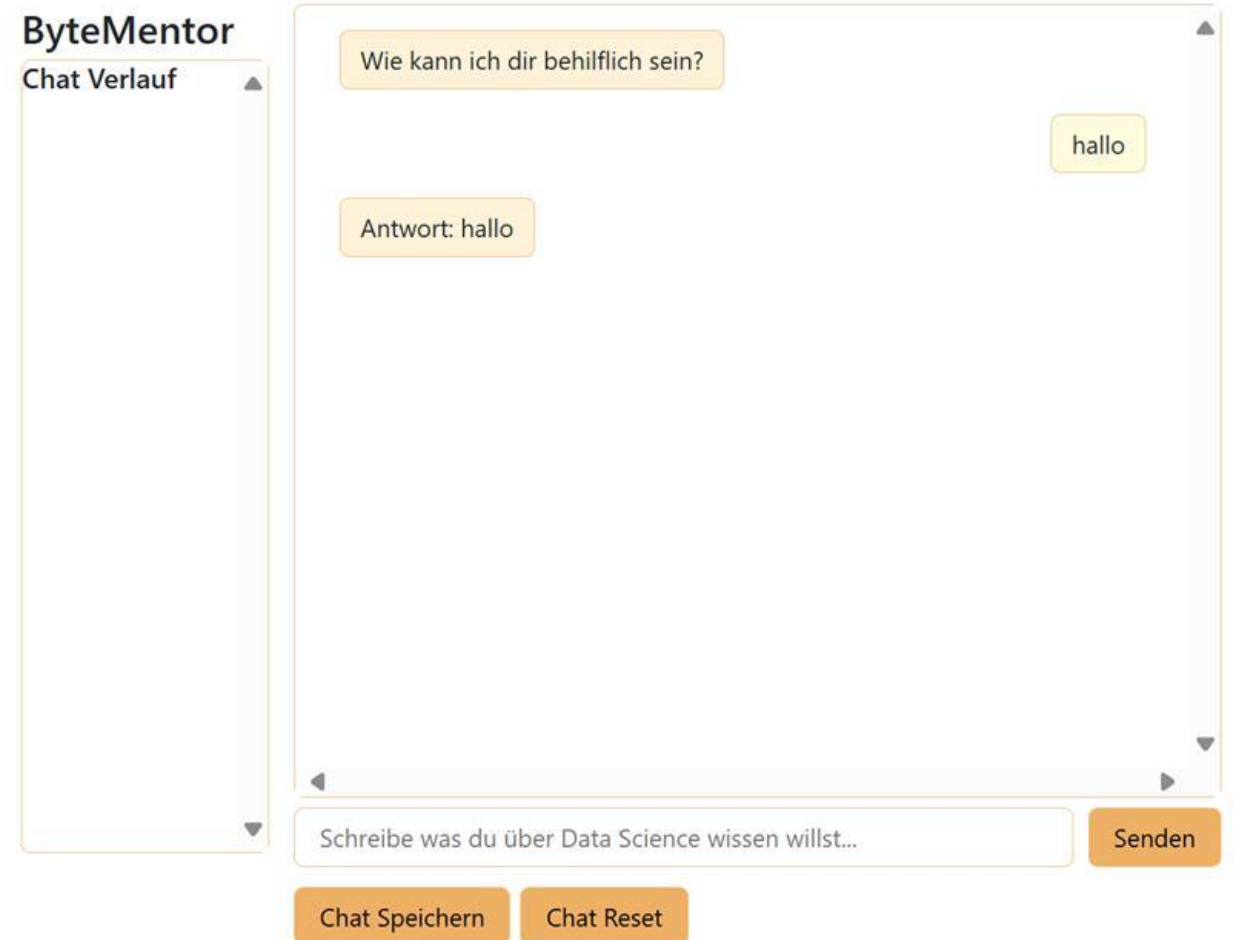 ByteMentor
Chat Verlauf
Wie kann ich dir behilflich sein?
hallo
Antwort: hallo
Schreibe was du über Data Science wissen willst...
Senden
Chat Speichern
Chat Reset